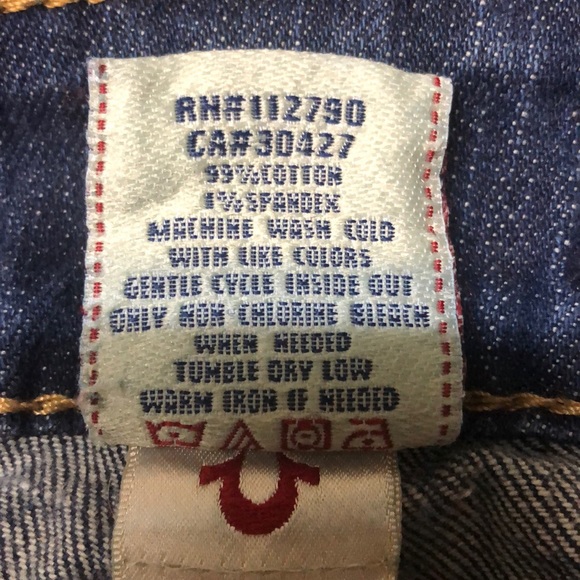 RN#112790
CA#30427
99%COTTON
1%SPANDEX
MACHINE WASH COLD
WITH LIKE COLORS
GENTLE CYCLE INSIDE OUT
ONLY NON CHLORINE BLEBCH
WHEN NEEDED
TUMBLE DRY LOW
WARM IRON IF NEEDED